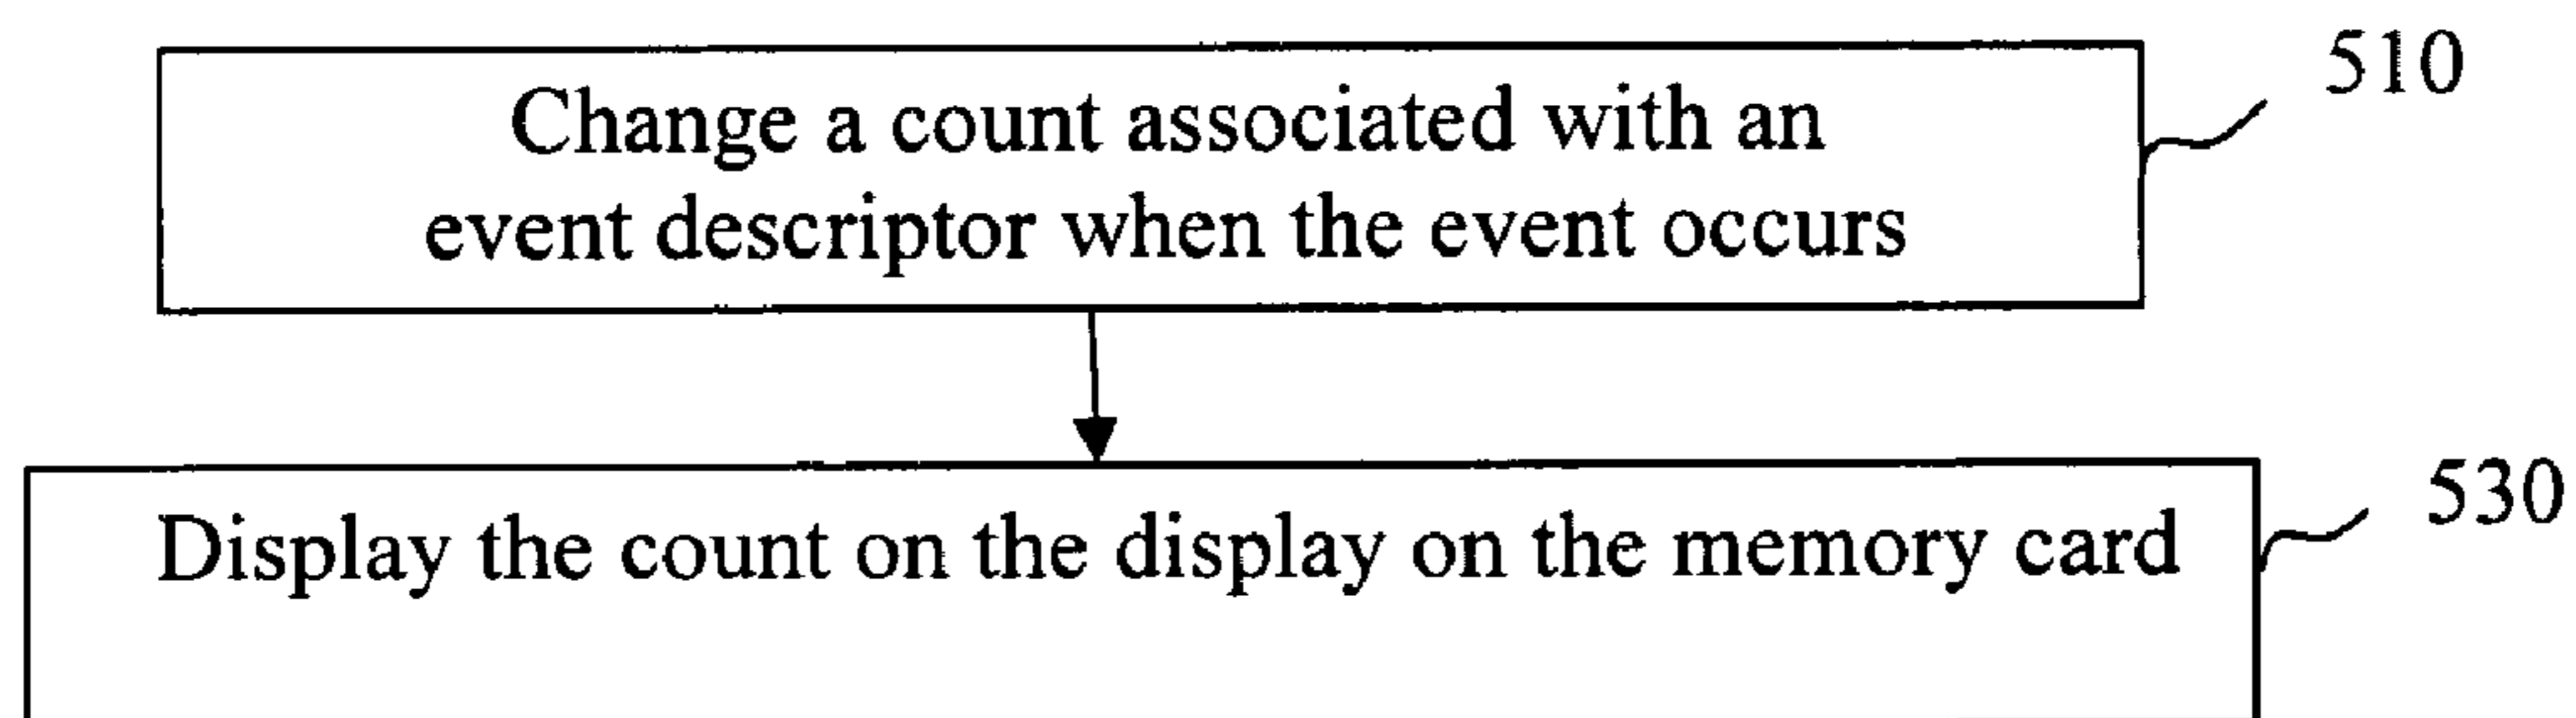 510
Change a count associated with an
event descriptor when the event occurs
530
Display the count on the display on the memory card